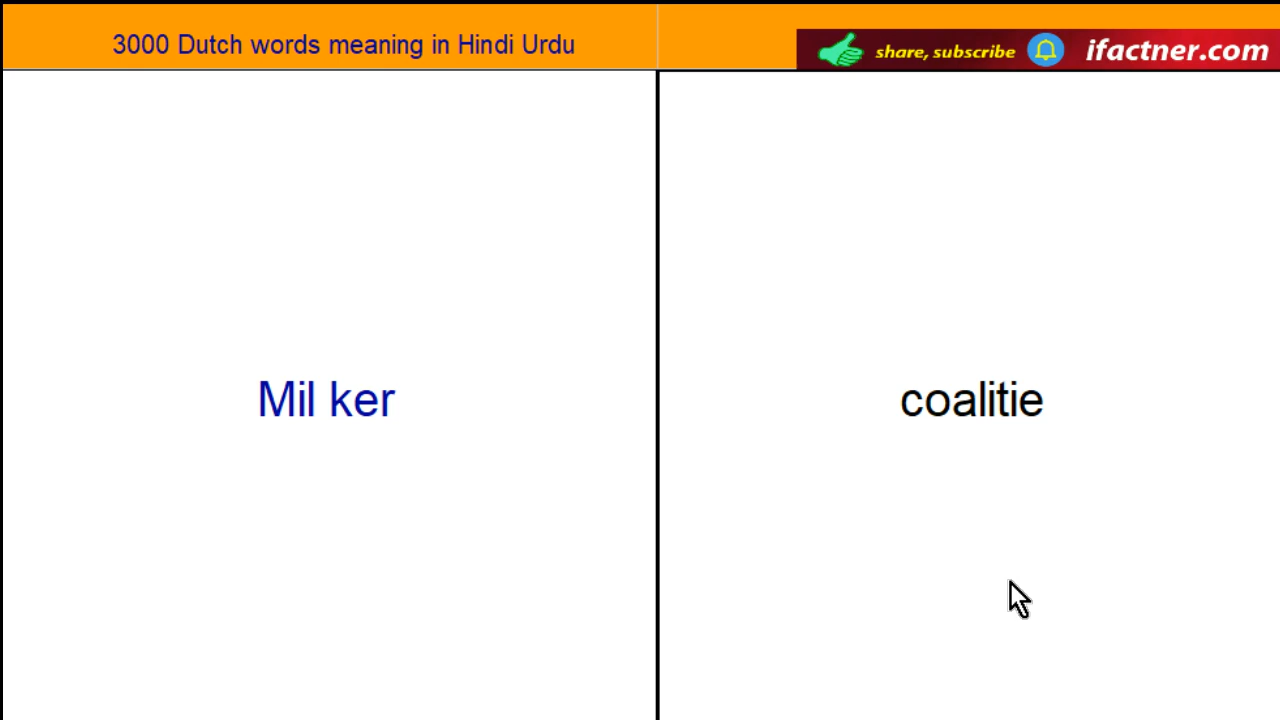 3000 Dutch words meaning in Hindi Urdu
share, subscribe
ifactner.com
Mil ker
coalitie